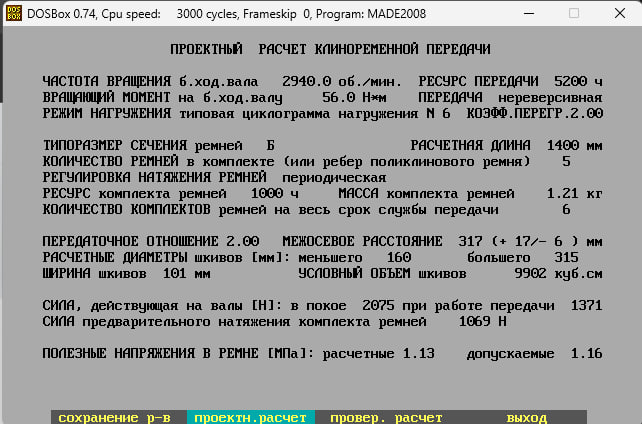 DOSBox 0.74, Cpu speed: 3000 cycles, Frameskip 0, Program: MADE2008
ПРОЕКТНЫЙ РАСЧЕТ КЛИНОРЕМЕННОЙ ПЕРЕДАЧИ
ЧАСТОТА ВРАЩЕНИЯ б.ход.вала 2940.0 об./мин. РЕСУРС ПЕРЕДАЧИ 5200 ч
ВРАЩАЮЩИЙ МОМЕНТ на б.ход.валу 56.0 Н*м ПЕРЕДАЧА нереверсивная
РЕЖИМ НАГРУЖЕНИЯ типовая циклограмма нагружения N 6 КОЭФФ.ПЕРЕГР.2.00
ТИПОРАЗМЕР СЕЧЕНИЯ ремней Б РАСЧЕТНАЯ ДЛИНА 1400 мм
КОЛИЧЕСТВО РЕМНЕЙ в комплекте (или ребер поликлинового ремня) 5
РЕГУЛИРОВКА НАТЯЖЕНИЯ РЕМНЕЙ периодическая
РЕСУРС комплекта ремней 1000 ч МАССА комплекта ремней 1.21 кг
КОЛИЧЕСТВО КОМПЛЕКТОВ ремней на весь срок службы передачи 6
ПЕРЕДАТОЧНОЕ ОТНОШЕНИЕ 2.00 МЕЖОСЕВОЕ РАССТОЯНИЕ 317 (+ 17/- 6 ) мм
РАСЧЕТНЫЕ ДИАМЕТРЫ шкивов [мм]: меньшего 160 большего 315
ШИРИНА шкивов 101 мм УСЛОВНЫЙ ОБЪЕМ шкивов 9902 куб.см
СИЛА, действующая на валы [Н]: в покое 2075 при работе передачи 1371
СИЛА предварительного натяжения комплекта ремней 1069 Н
ПОЛЕЗНЫЕ НАПРЯЖЕНИЯ В РЕМНЕ [МПа]: расчетные 1.13 допускаемые 1.16
сохранение р-в проектн.расчет провер. расчет выход